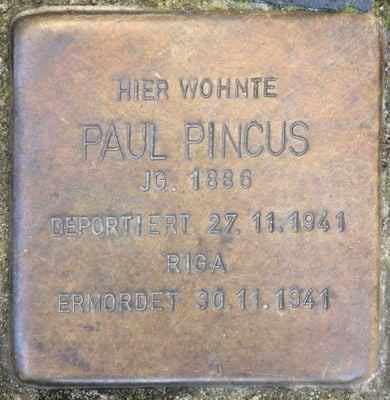 HIER WOHNTE
PAUL PINCUS
JG. 1886
DEPORTIERT 27.11.1941
RIGA
ERMORDET 30.11.1941